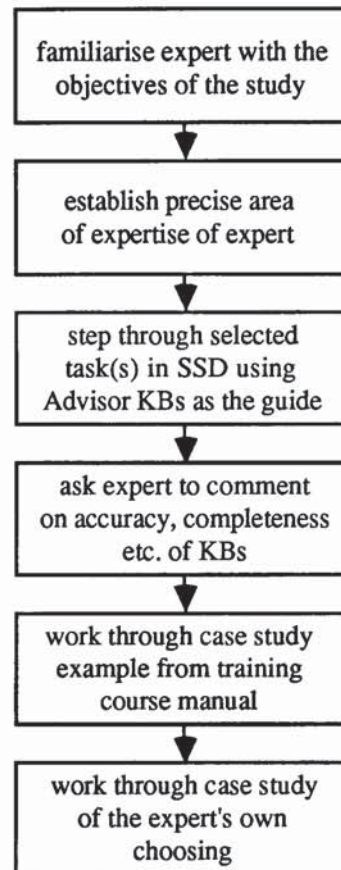 familiarise expert with the
objectives of the study
establish precise area
of expertise of expert
step through selected
task(s) in SSD using
Advisor KBs as the guide
ask expert to comment
on accuracy, completeness
etc. of KBs
work through case study
example from training
course manual
work through case study
of the expert's own
choosing